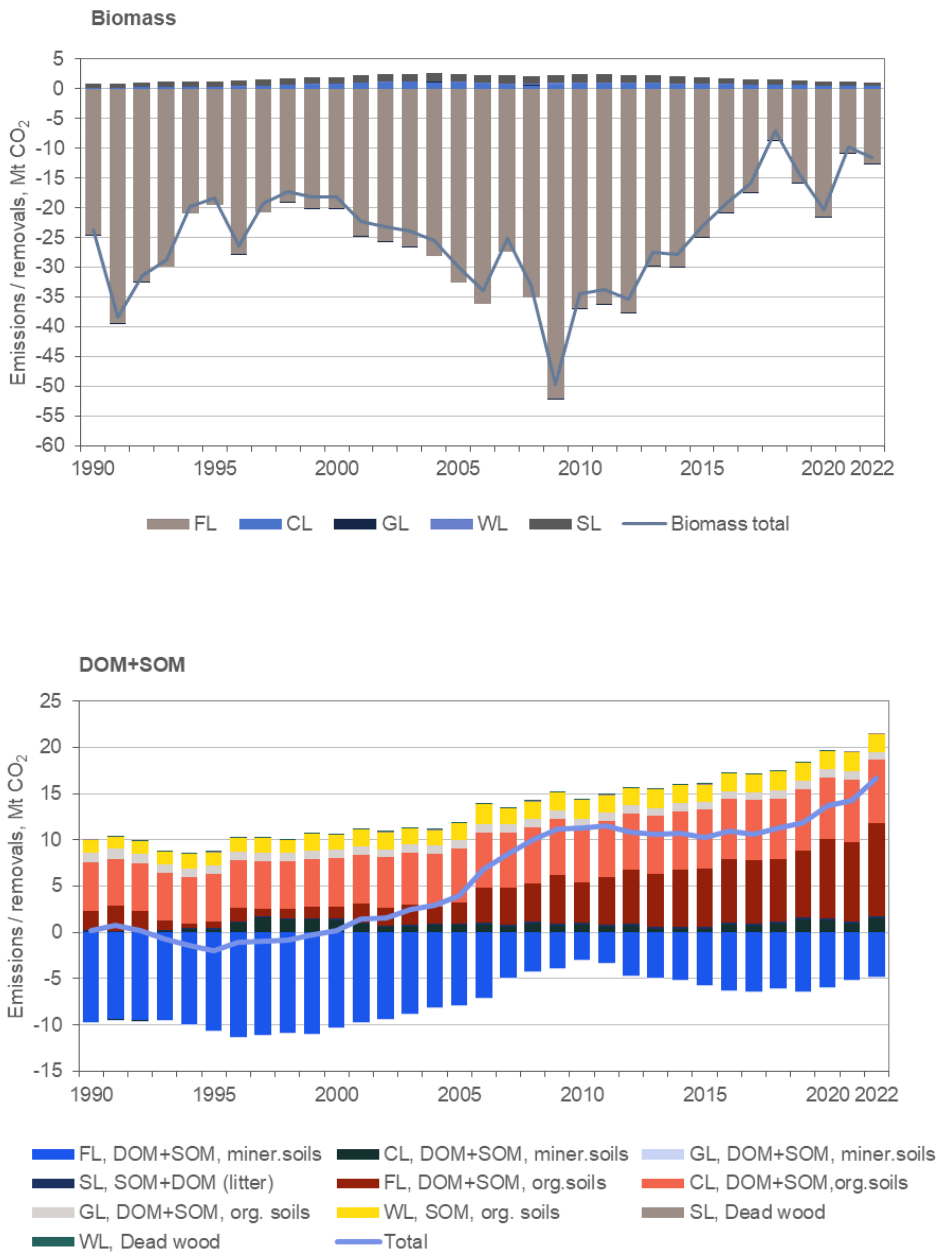 Biomass
Emissions / removals, Mt CO₂
5
0
-5
-10
-15
-20
-25
-30
-35
-40
-45
-50
-55
-60
1990 1995 2000 2005 2010 2015 2020 2022
FL CL GL WL SL Biomass total
DOM+SOM
Emissions / removals, Mt CO₂
25
20
15
10
5
0
-5
-10
-15
1990 1995 2000 2005 2010 2015 2020 2022
FL, DOM+SOM, miner.soils CL, DOM+SOM, miner.soils GL, DOM+SOM, miner.soils
SL, SOM+DOM (litter) FL, DOM+SOM, org.soils CL, DOM+SOM,org.soils
GL, DOM+SOM, org. soils WL, SOM, org. soils SL, Dead wood
WL, Dead wood Total